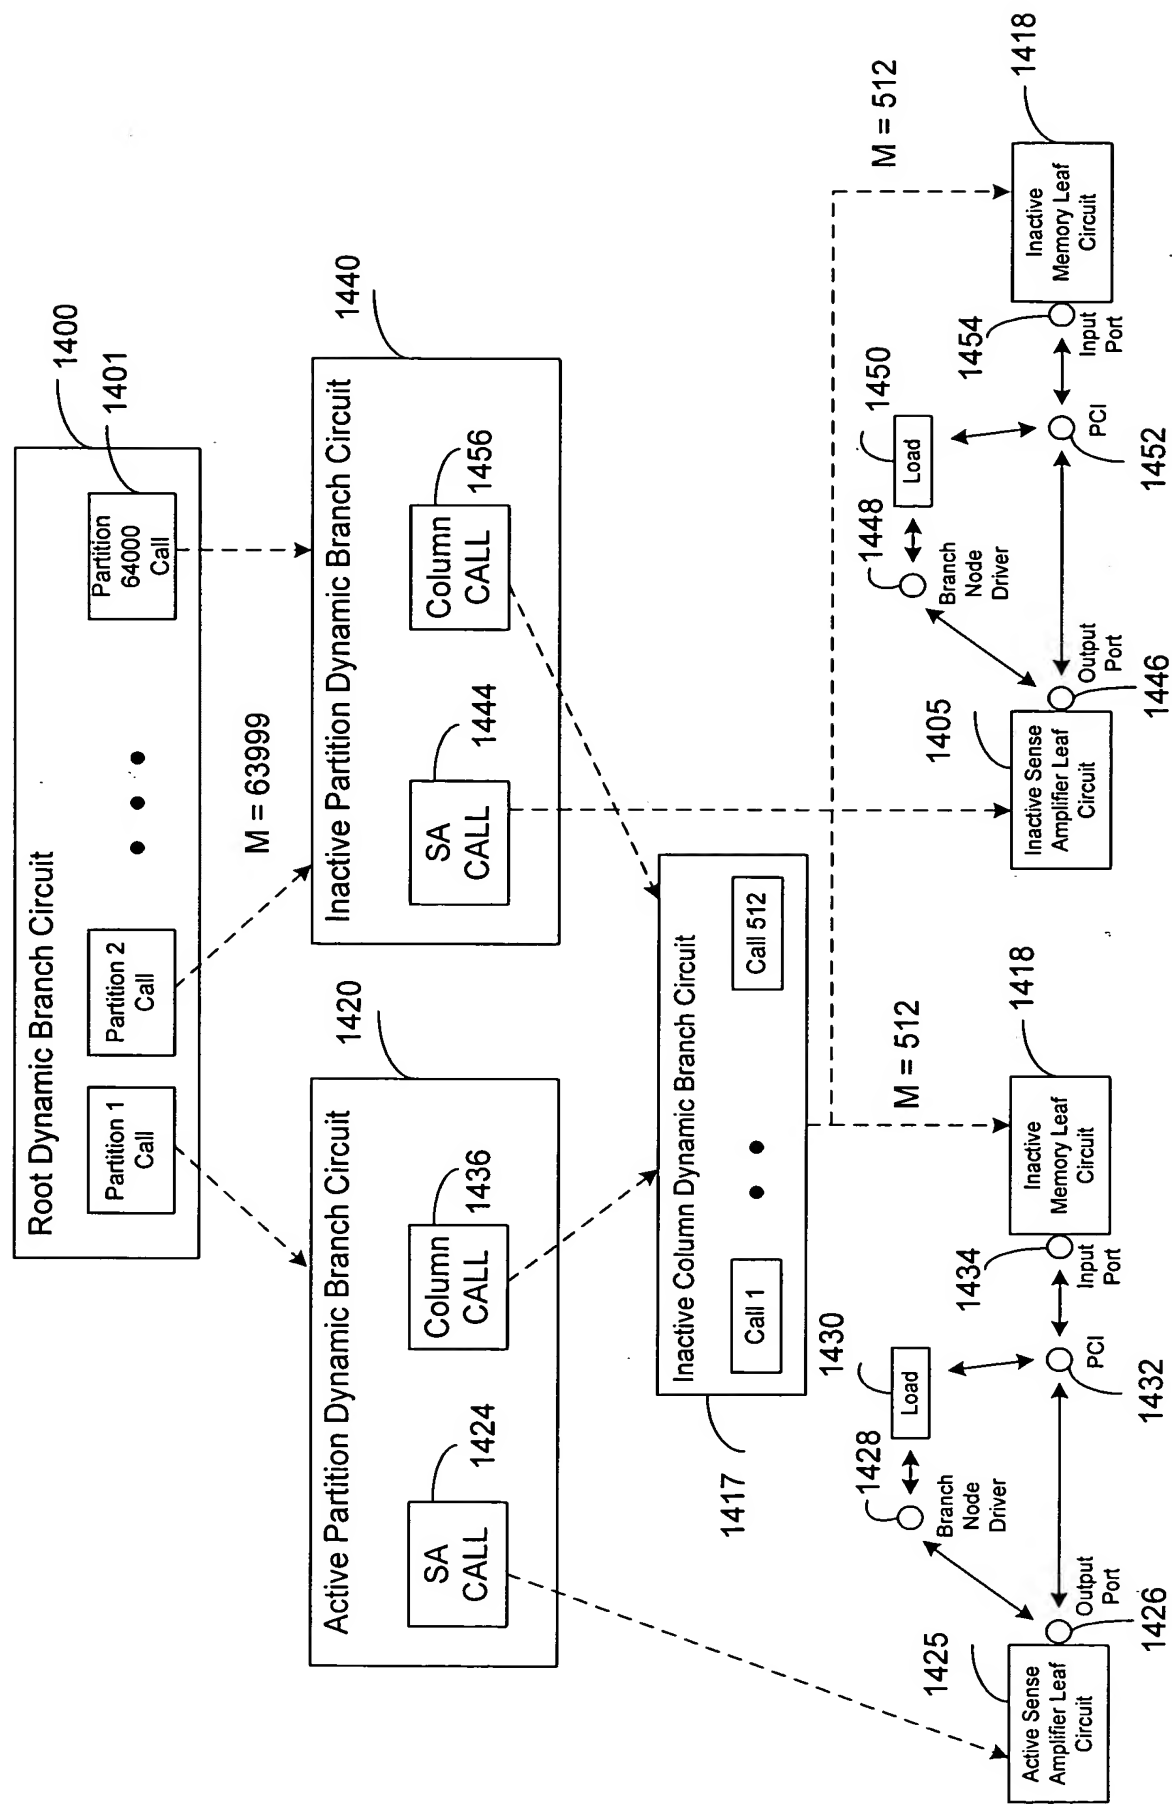 Root Dynamic Branch Circuit
1400
Partition 1
Call
Partition 2
Call
Partition
64000
Call
1401
M = 63999
Active Partition Dynamic Branch Circuit
1420
SA
CALL
1424
Column
CALL
1436
Inactive Partition Dynamic Branch Circuit
1440
SA
CALL
1444
Column
CALL
1456
Inactive Column Dynamic Branch Circuit
Call 1
Call 512
1417
M = 512
M = 512
Active Sense
Amplifier Leaf
Circuit
1425
Output
Port
1426
Branch
Node
Driver
1428
Load
1430
PCI
1432
Input
Port
1434
Inactive
Memory Leaf
Circuit
1418
Inactive Sense
Amplifier Leaf
Circuit
1405
Output
Port
1446
Branch
Node
Driver
1448
Load
1450
PCI
1452
Input
Port
1454
Inactive
Memory Leaf
Circuit
1418